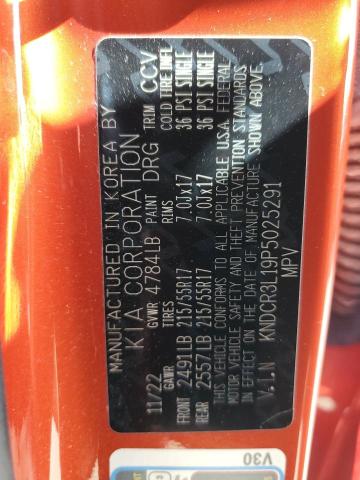 MANUFACTURED IN KOREA BY
KIA CORPORATION
11/22 GVWR 4784LB PAINT DRG TRIM CCV
GAWR TIRES RIMS COLD TIRE INFL
FRONT 2491LB 215/55R17 7.0JX17 36 PSI SINGLE
REAR 2557LB 215/55R17 7.0JX17 36 PSI SINGLE
THIS VEHICLE CONFORMS TO ALL APPLICABLE U.S.A. FEDERAL
MOTOR VEHICLE SAFETY AND THEFT PREVENTION STANDARDS
IN EFFECT ON THE DATE OF MANUFACTURE SHOWN ABOVE.
V.I.N KNDCR3L19P5025291
MPV
V30